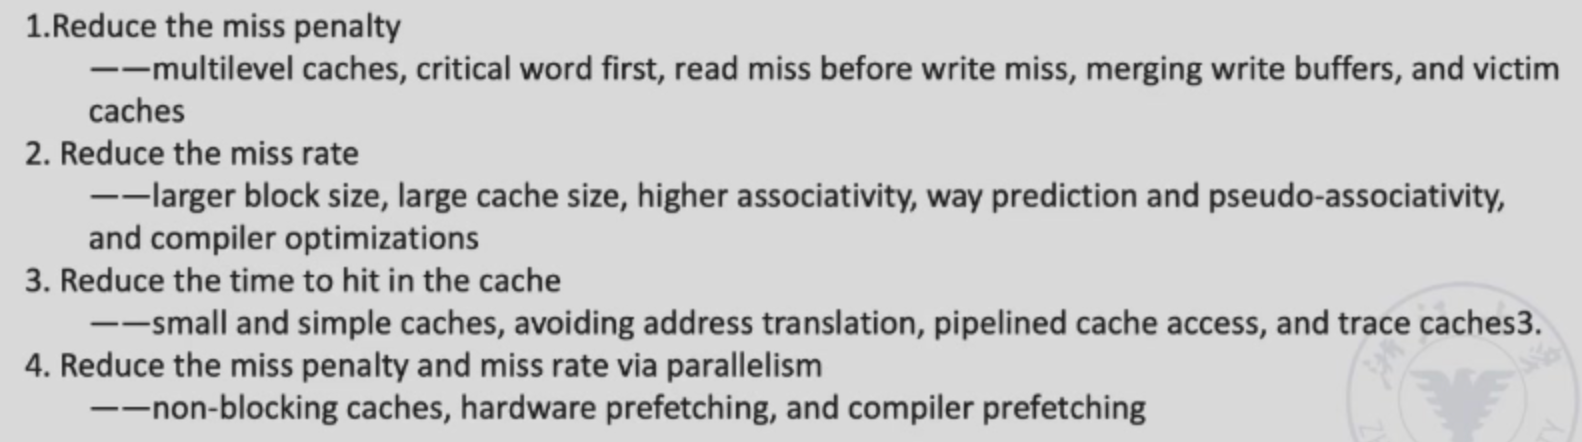 1.Reduce the miss penalty
——multilevel caches, critical word first, read miss before write miss, merging write buffers, and victim
caches
2. Reduce the miss rate
——larger block size, large cache size, higher associativity, way prediction and pseudo-associativity,
and compiler optimizations
3. Reduce the time to hit in the cache
——small and simple caches, avoiding address translation, pipelined cache access, and trace caches3.
4. Reduce the miss penalty and miss rate via parallelism
——non-blocking caches, hardware prefetching, and compiler prefetching